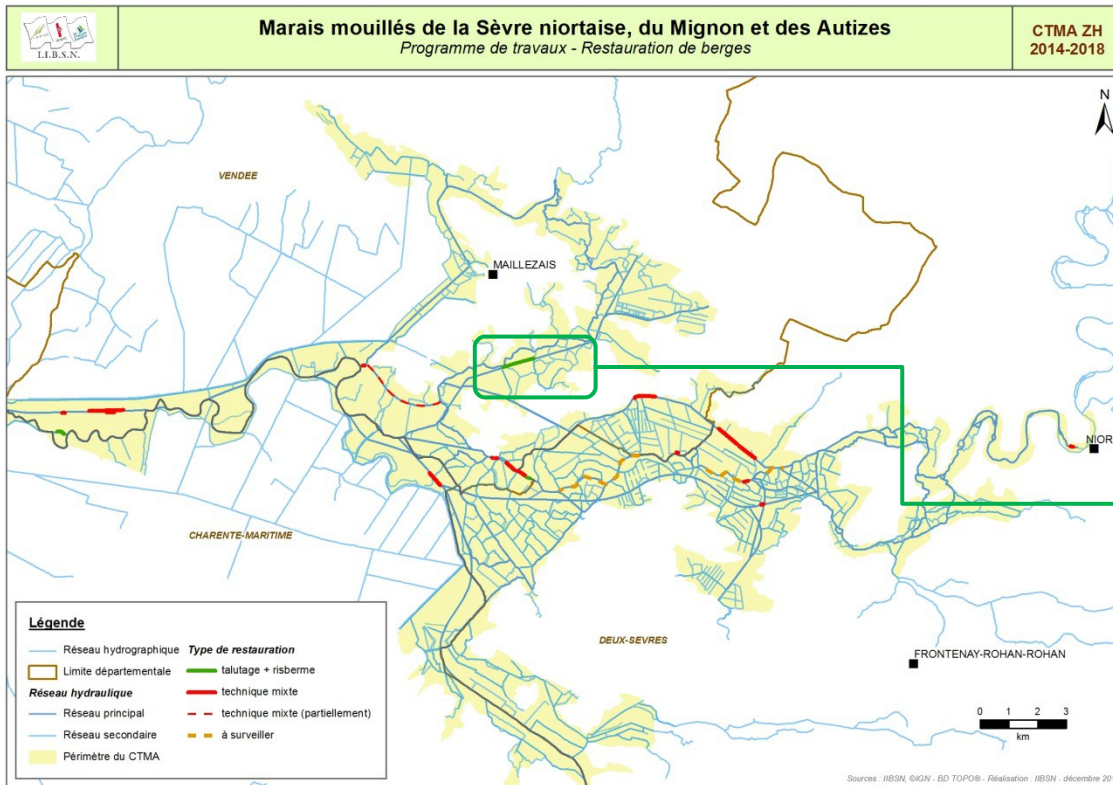 I.I.B.S.N.
Marais mouillés de la Sèvre niortaise, du Mignon et des Autizes
Programme de travaux - Restauration de berges
CTMA ZH
2014-2018
N
VENDEE
MAILLEZAIS
NIOR
CHARENTE-MARITIME
DEUX-SEVRES
FRONTENAY-ROHAN-ROHAN
Légende
Réseau hydrographique
Limite départementale
Réseau hydraulique
Réseau principal
Réseau secondaire
Périmètre du CTMA
Type de restauration
talutage + risberme
technique mixte
technique mixte (partiellement)
à surveiller
0 1 2 3
km
Sources : IIBSN, ©IGN - BD TOPO® - Réalisation : IIBSN - décembre 201